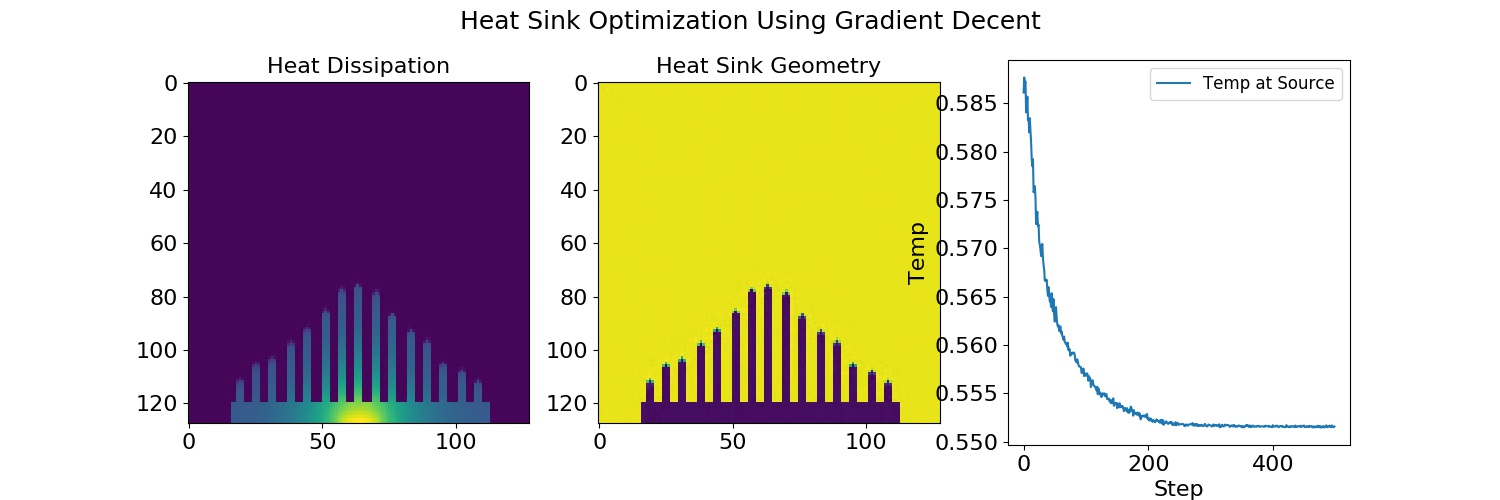 Heat Sink Optimization Using Gradient Decent
Heat Dissipation
0
20
40
60
80
100
120
0 50 100
Heat Sink Geometry
0
20
40
60
80
100
120
0 50 100
Temp at Source
Temp
0.585
0.580
0.575
0.570
0.565
0.560
0.555
0.550
0 200 400
Step